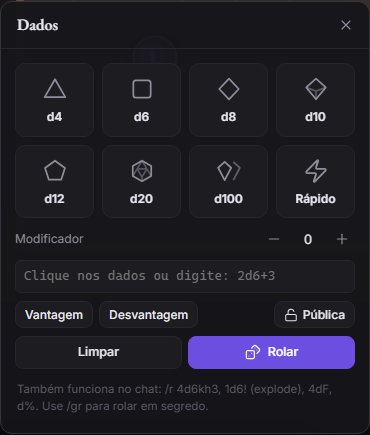 Dados
d4
d6
d8
d10
d12
d20
d100
Rápido
Modificador
0
Clique nos dados ou digite: 2d6+3
Vantagem
Desvantagem
Pública
Limpar
Rolar
Também funciona no chat: /r 4d6kh3, 1d6! (explode), 4dF,
d%. Use /gr para rolar em segredo.